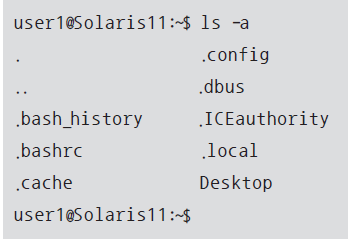 user1@Solaris11:~$ ls -a
. .config
.. .dbus
.bash_history .ICEauthority
.bashrc .local
.cache Desktop
user1@Solaris11:~$